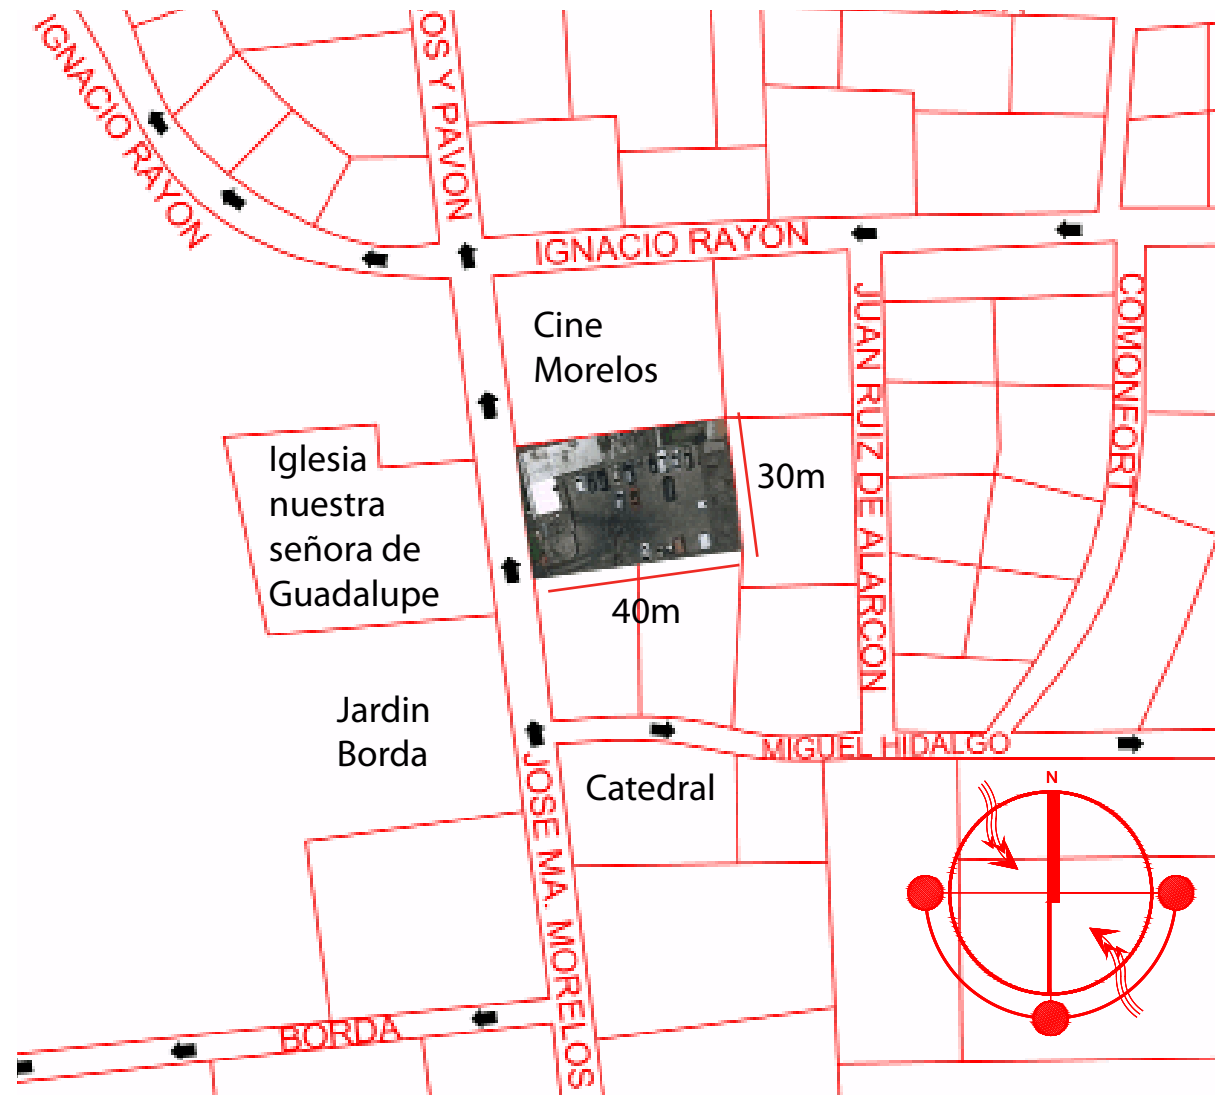 IGNACIO RAYON
OS Y PAVON
IGNACIO RAYON
JUAN RUIZ DE ALARCON
COMONFORT
Cine
Morelos
Iglesia
nuestra
señora de
Guadalupe
30m
40m
Jardin
Borda
MIGUEL HIDALGO
Catedral
JOSE MA. MORELOS
BORDA
N